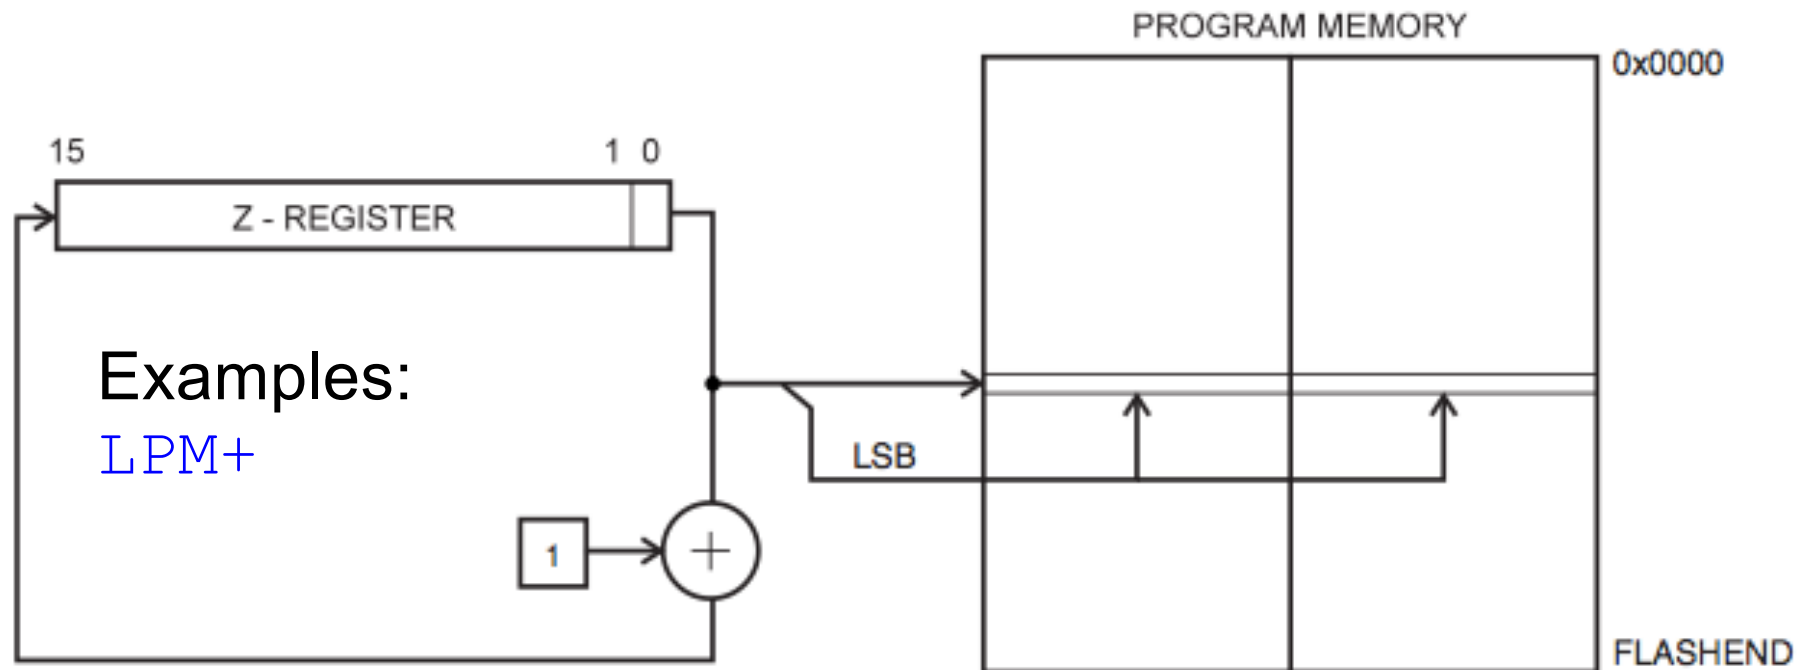 PROGRAM MEMORY
0x0000
15 1 0
Z - REGISTER
Examples:
LPM+
LSB
1
+
FLASHEND